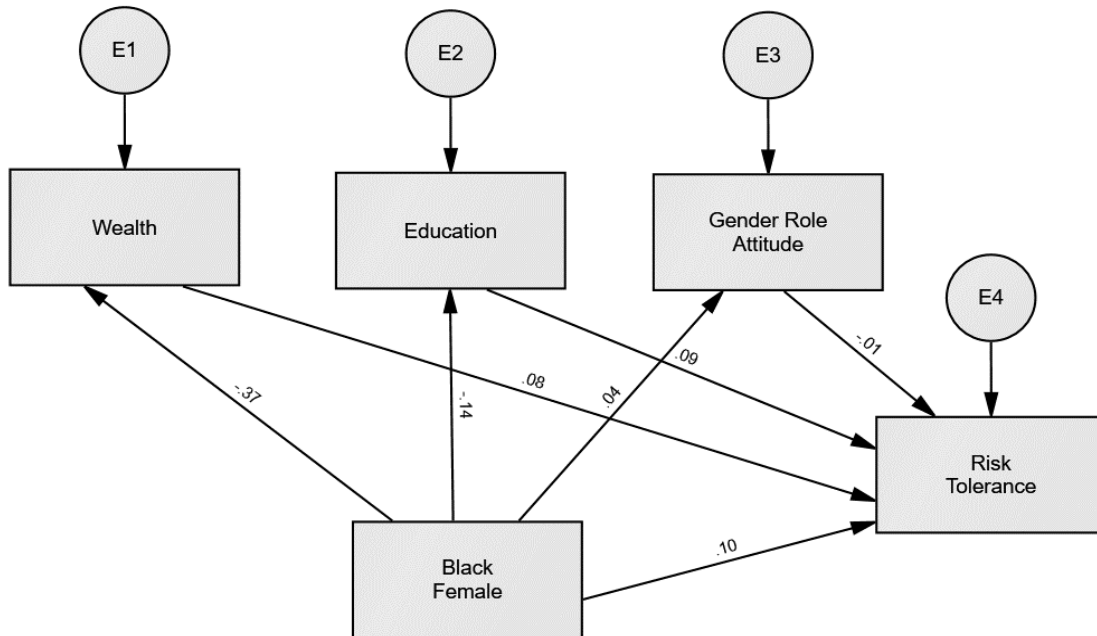 E1
E2
E3
Wealth
Education
Gender Role
Attitude
E4
-.37
-.14
.08
.04
.09
-.01
Risk
Tolerance
.10
Black
Female